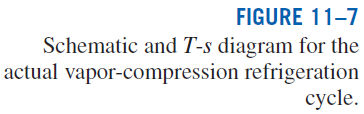 FIGURE 11–7
Schematic and T-s diagram for the
actual vapor-compression refrigeration
cycle.